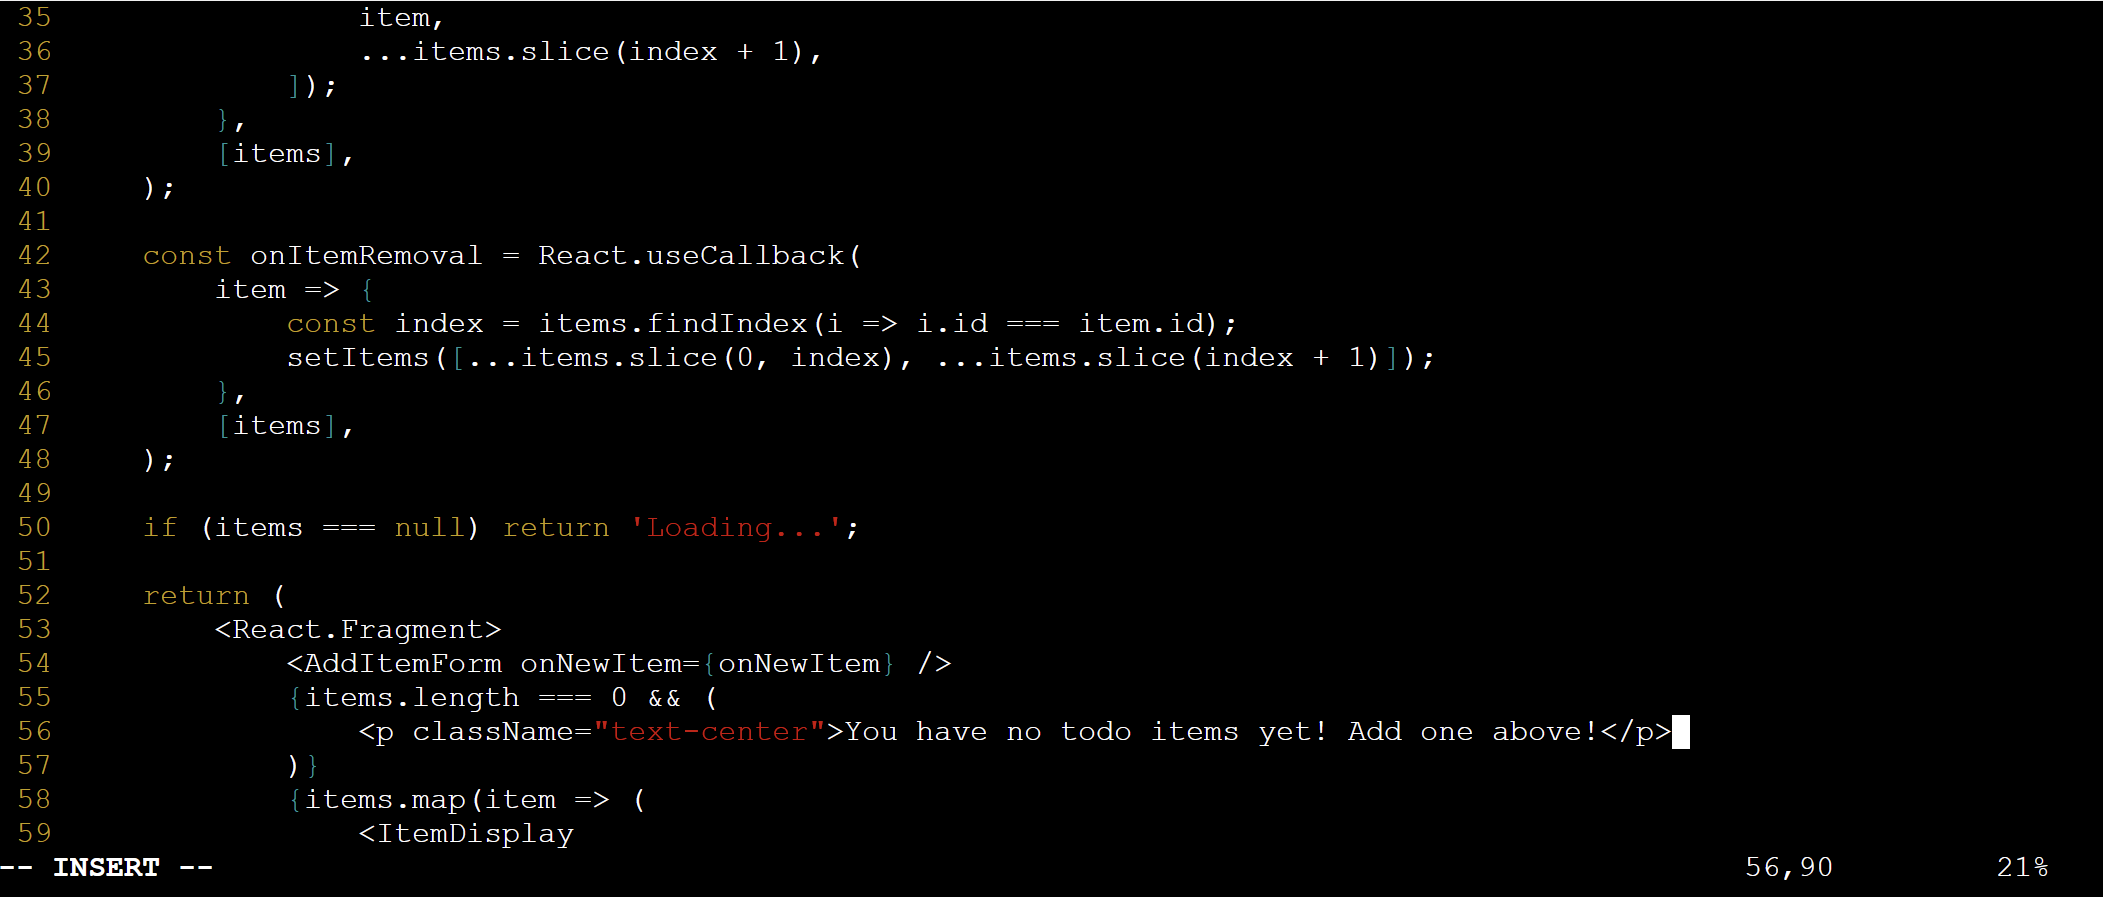 35                 item,
36                 ...items.slice(index + 1),
37             ]);
38         },
39         [items],
40     );
41
42     const onItemRemoval = React.useCallback(
43         item => {
44             const index = items.findIndex(i => i.id === item.id);
45             setItems([...items.slice(0, index), ...items.slice(index + 1)]);
46         },
47         [items],
48     );
49
50     if (items === null) return 'Loading...';
51
52     return (
53         <React.Fragment>
54             <AddItemForm onNewItem={onNewItem} />
55             {items.length === 0 && (
56                 <p className="text-center">You have no todo items yet! Add one above!</p>
57             )}
58             {items.map(item => (
59                 <ItemDisplay
-- INSERT -- 56,90 21%